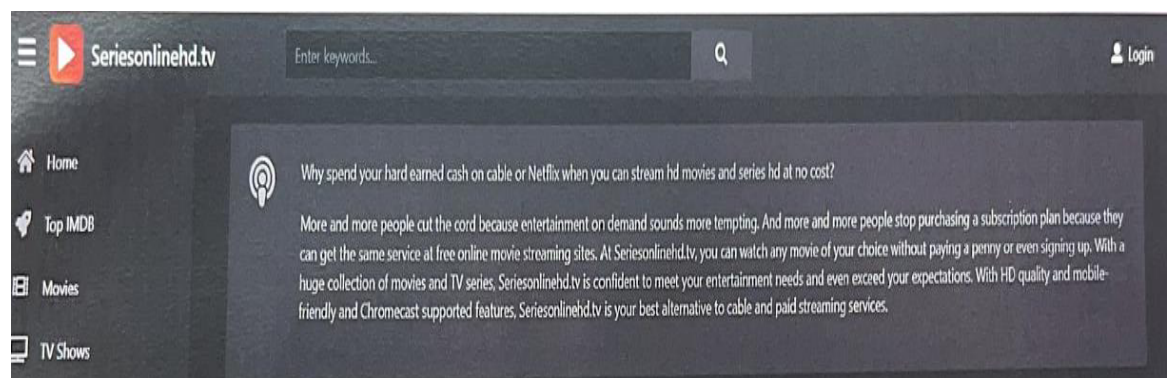 Seriesonlinehd.tv
Enter keywords...
Login
Home
Top IMDB
Movies
TV Shows
Why spend your hard earned cash on cable or Netflix when you can stream hd movies and series hd at no cost?
More and more people cut the cord because entertainment on demand sounds more tempting. And more and more people stop purchasing a subscription plan because they
can get the same service at free online movie streaming sites. At Seriesonlinehd.tv, you can watch any movie of your choice without paying a penny or even signing up. With a
huge collection of movies and TV series, Seriesonlinehd.tv is confident to meet your entertainment needs and even exceed your expectations. With HD quality and mobile-
friendly and Chromecast supported features, Seriesonlinehd.tv is your best alternative to cable and paid streaming services.